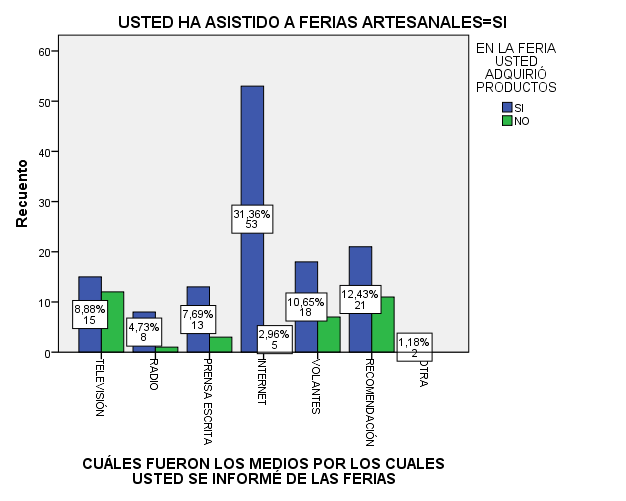 USTED HA ASISTIDO A FERIAS ARTESANALES=SI
EN LA FERIA
USTED
ADQUIRIÓ
PRODUCTOS
SI
NO
Recuento
60
50
40
30
20
10
0
8,88%
15
4,73%
8
7,69%
13
31,36%
53
2,96%
5
10,65%
18
12,43%
21
1,18%
2
TELEVISIÓN
RADIO
PRENSA ESCRITA
INTERNET
VOLANTES
RECOMENDACIÓN
OTRA
CUÁLES FUERON LOS MEDIOS POR LOS CUALES
USTED SE INFORMÉ DE LAS FERIAS